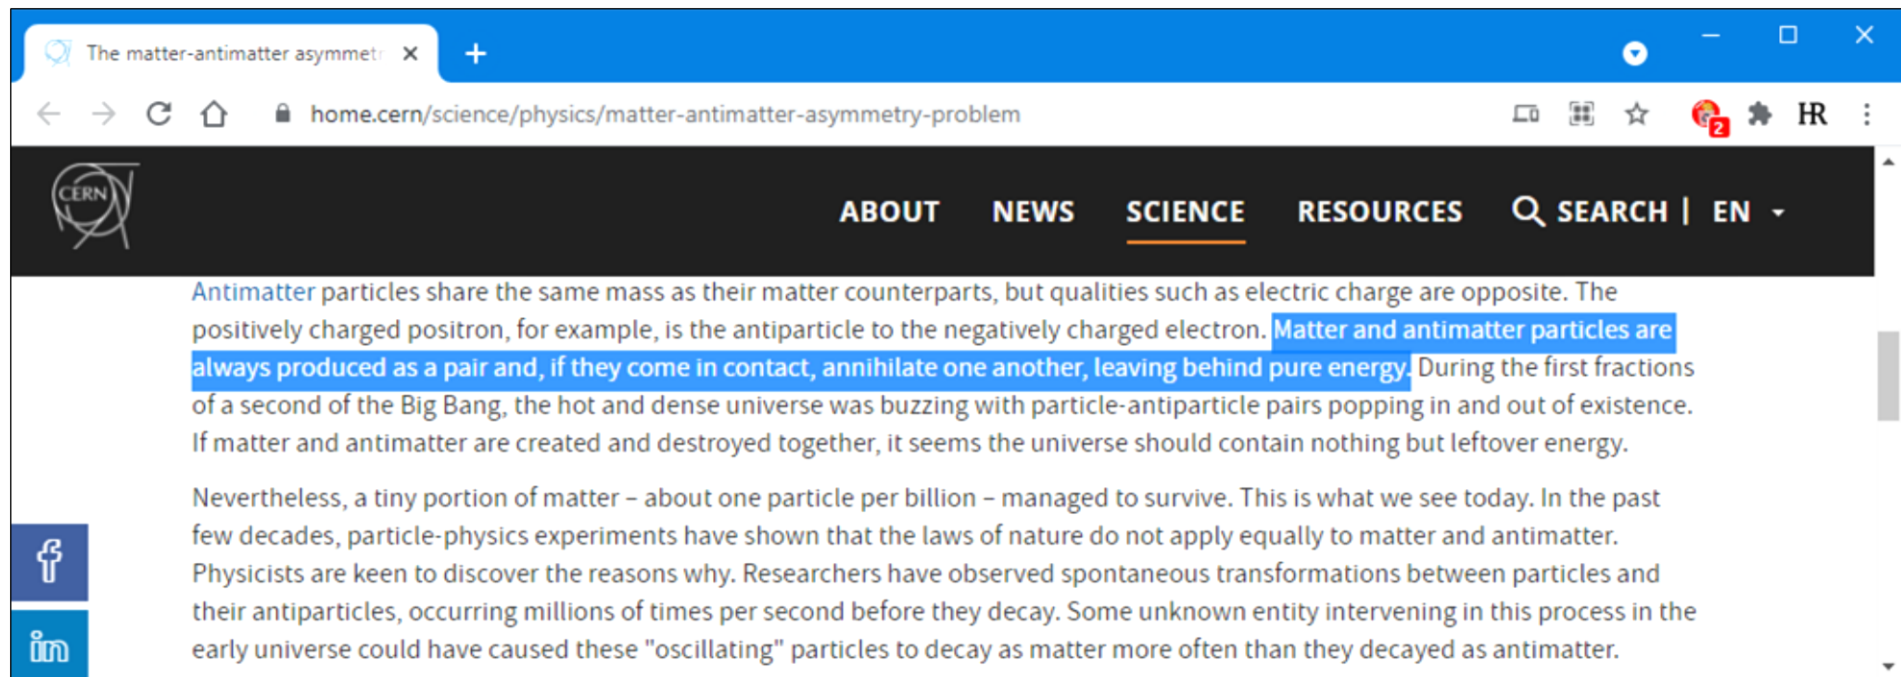 The matter-antimatter asymmetr
home.cern/science/physics/matter-antimatter-asymmetry-problem
2
HR
CERN
ABOUT NEWS SCIENCE RESOURCES SEARCH | EN
Antimatter particles share the same mass as their matter counterparts, but qualities such as electric charge are opposite. The
positively charged positron, for example, is the antiparticle to the negatively charged electron. Matter and antimatter particles are
always produced as a pair and, if they come in contact, annihilate one another, leaving behind pure energy. During the first fractions
of a second of the Big Bang, the hot and dense universe was buzzing with particle-antiparticle pairs popping in and out of existence.
If matter and antimatter are created and destroyed together, it seems the universe should contain nothing but leftover energy.
Nevertheless, a tiny portion of matter – about one particle per billion – managed to survive. This is what we see today. In the past
few decades, particle-physics experiments have shown that the laws of nature do not apply equally to matter and antimatter.
Physicists are keen to discover the reasons why. Researchers have observed spontaneous transformations between particles and
their antiparticles, occurring millions of times per second before they decay. Some unknown entity intervening in this process in the
early universe could have caused these "oscillating" particles to decay as matter more often than they decayed as antimatter.
f
in